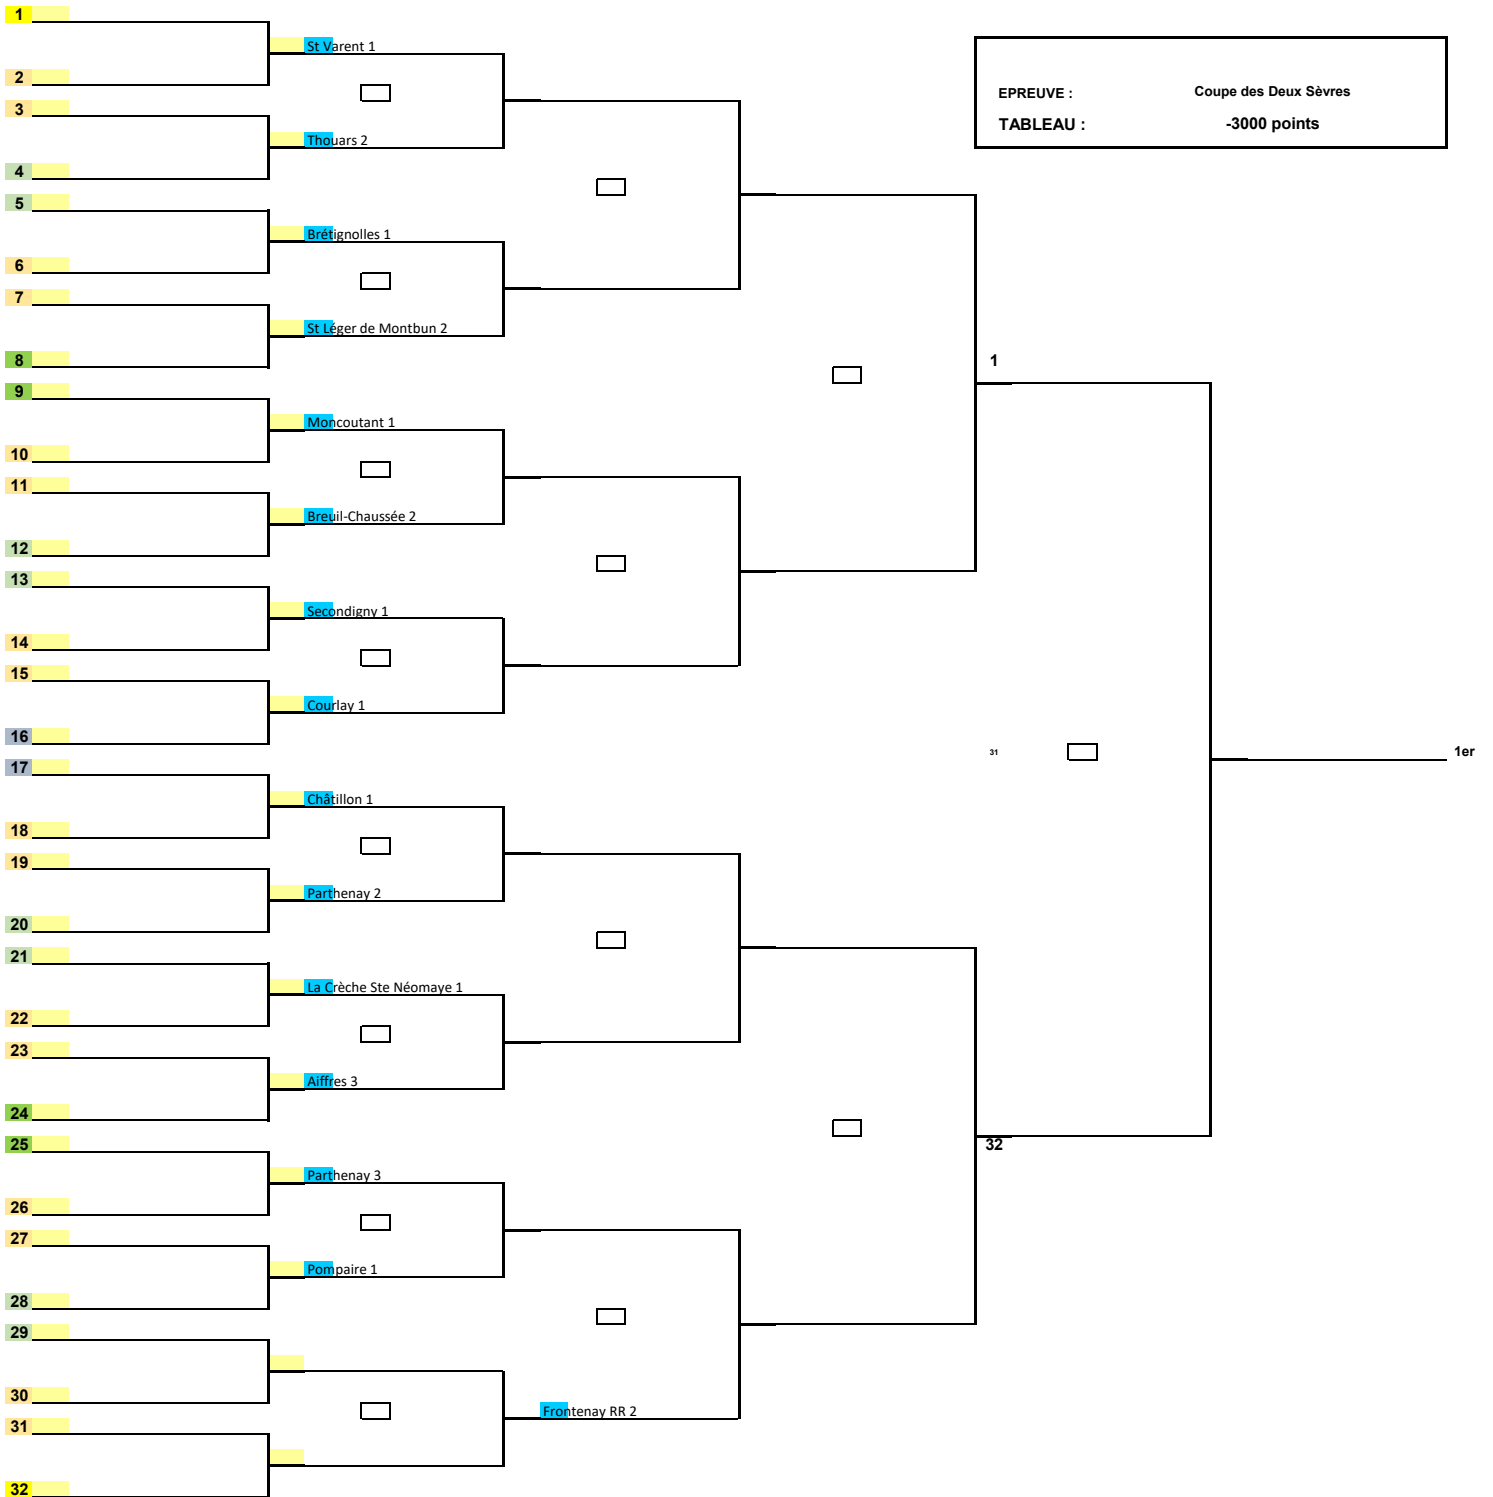 1
St Varent 1
2
3
Thouars 2
4
5
Brétignolles 1
6
7
St Léger de Montbun 2
8
9
Moncoutant 1
10
11
Breuil-Chaussée 2
12
13
Secondigny 1
14
15
Courlay 1
16
17
Châtillon 1
18
19
Parthenay 2
20
21
La Crèche Ste Néomaye 1
22
23
Aiffres 3
24
25
Parthenay 3
26
27
Pompaire 1
28
29
30
31
32
Frontenay RR 2
EPREUVE : Coupe des Deux Sèvres
TABLEAU : -3000 points
1
31
32
1er